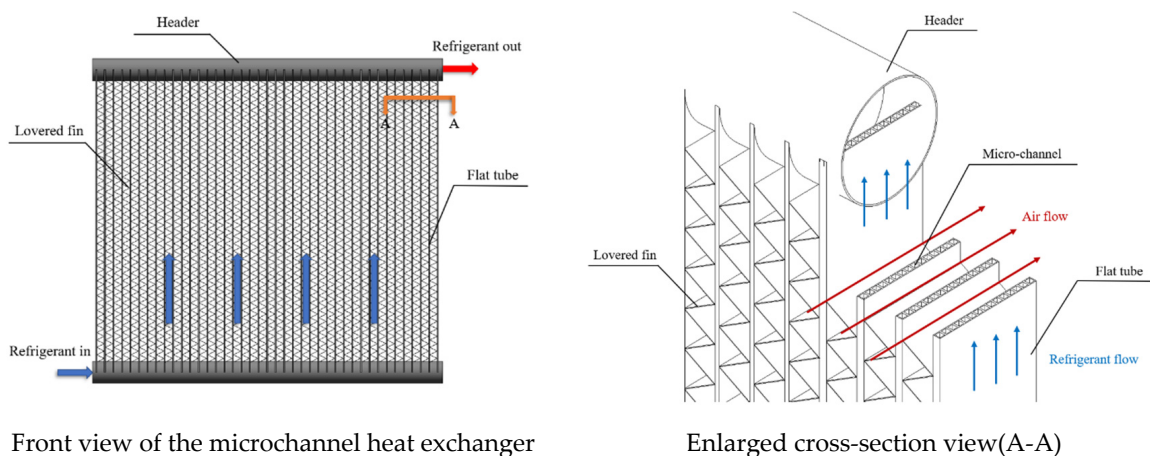 Header
Refrigerant out
A
A
Lovered fin
Flat tube
Refrigerant in
Front view of the microchannel heat exchanger
Header
Micro-channel
Air flow
Lovered fin
Flat tube
Refrigerant flow
Enlarged cross-section view(A-A)